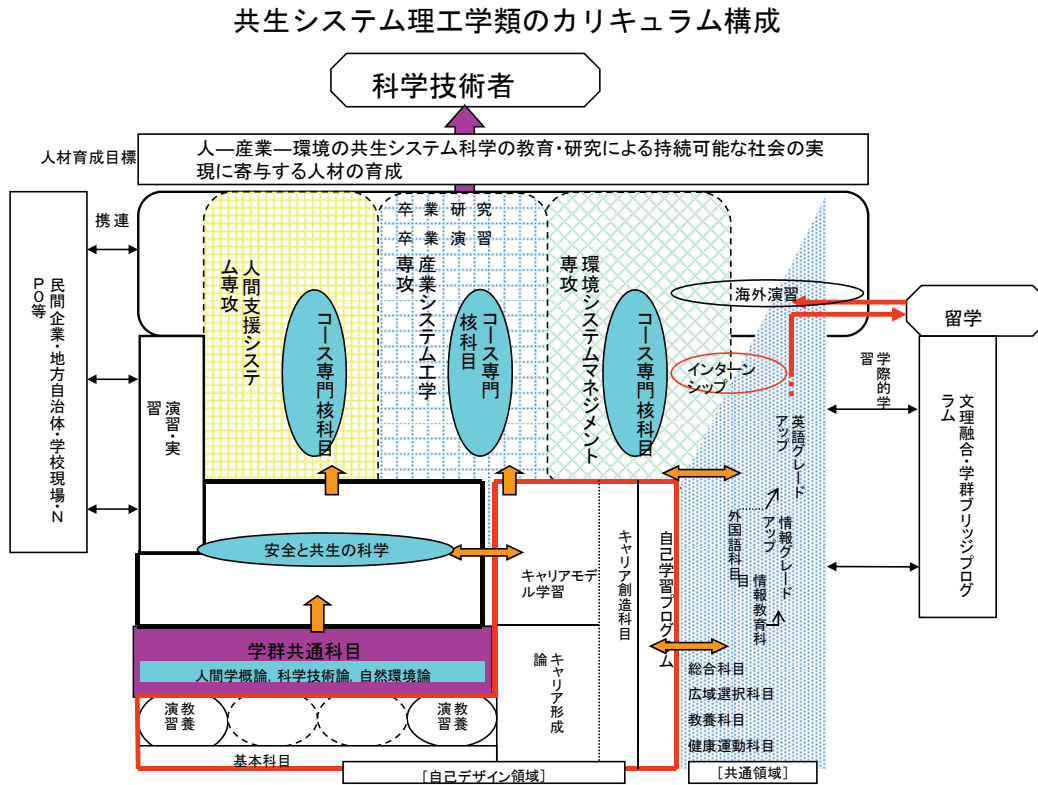 共生システム理工学類のカリキュラム構成
科学技術者
人材育成目標
人―産業―環境の共生システム科学の教育・研究による持続可能な社会の実
現に寄与する人材の育成
携連
民間企業・地方自治体・学校現場・N
PO等
卒 業 研 究
卒 業 演 習
人間支援システ
ム専攻
産業システム工学
専攻
環境システムマネジメント
専攻
コース専門核科目
コース専門
核科目
コース専門核科目
海外演習
留学
インターン
シップ
学際的学
習
文理融合・学群ブリッジプログ
ラム
演習・実
習
英語グレード
アップ
外国語科目
情報グレード
アップ
情報教育科
目
安全と共生の科学
キャリアモデ
ル学習
キャリア創造科目
自己学習プログラム
学群共通科目
人間学概論, 科学技術論, 自然環境論
キャリア形成
論
総合科目
広域選択科目
教養科目
健康運動科目
教養
演習
教養
演習
基本科目
[自己デザイン領域]
[共通領域]